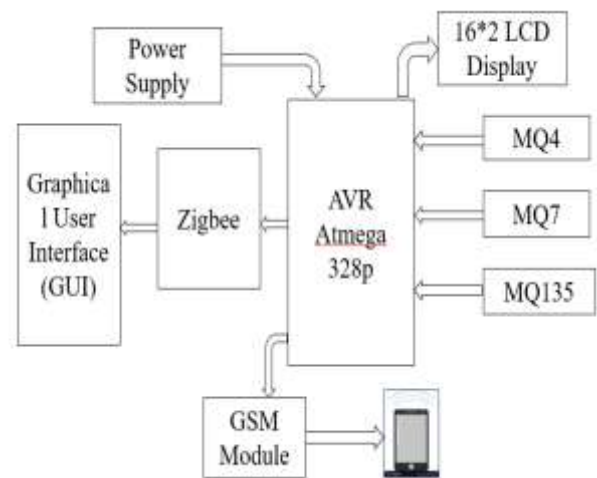 Power
Supply
16*2 LCD
Display
Graphica
l User
Interface
(GUI)
Zigbee
AVR
Atmega
328p
MQ4
MQ7
MQ135
GSM
Module